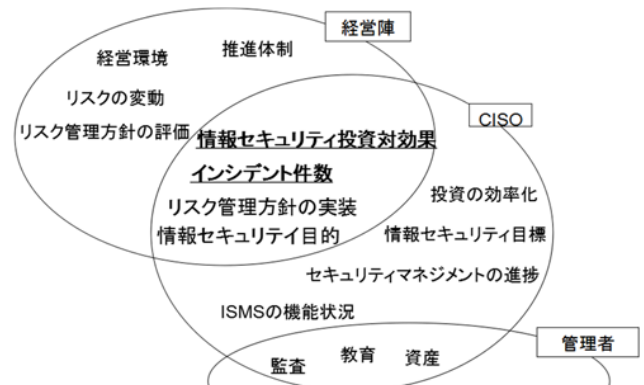 経営陣
推進体制
経営環境
リスクの変動
CISO
リスク管理方針の評価
情報セキュリティ投資対効果
インシデント件数
投資の効率化
リスク管理方針の実装
情報セキュリテイ目的
情報セキュリティ目標
セキュリティマネジメントの進捗
ISMSの機能状況
管理者
監査
教育
資産